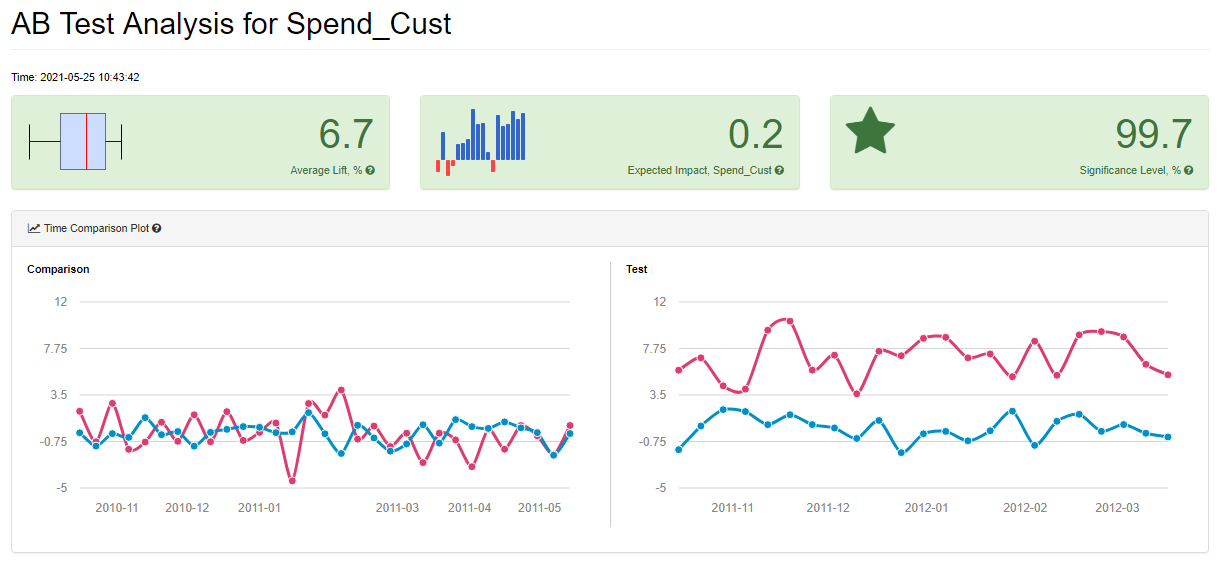 AB Test Analysis for Spend_Cust
Time: 2021-05-25 10:43:42
6.7
Average Lift, % ?
0.2
Expected Impact, Spend_Cust ?
99.7
Significance Level, % ?
Time Comparison Plot ?
Comparison
12
7.75
3.5
-0.75
-5
2010-11 2010-12 2011-01 2011-03 2011-04 2011-05
Test
12
7.75
3.5
-0.75
-5
2011-11 2011-12 2012-01 2012-02 2012-03